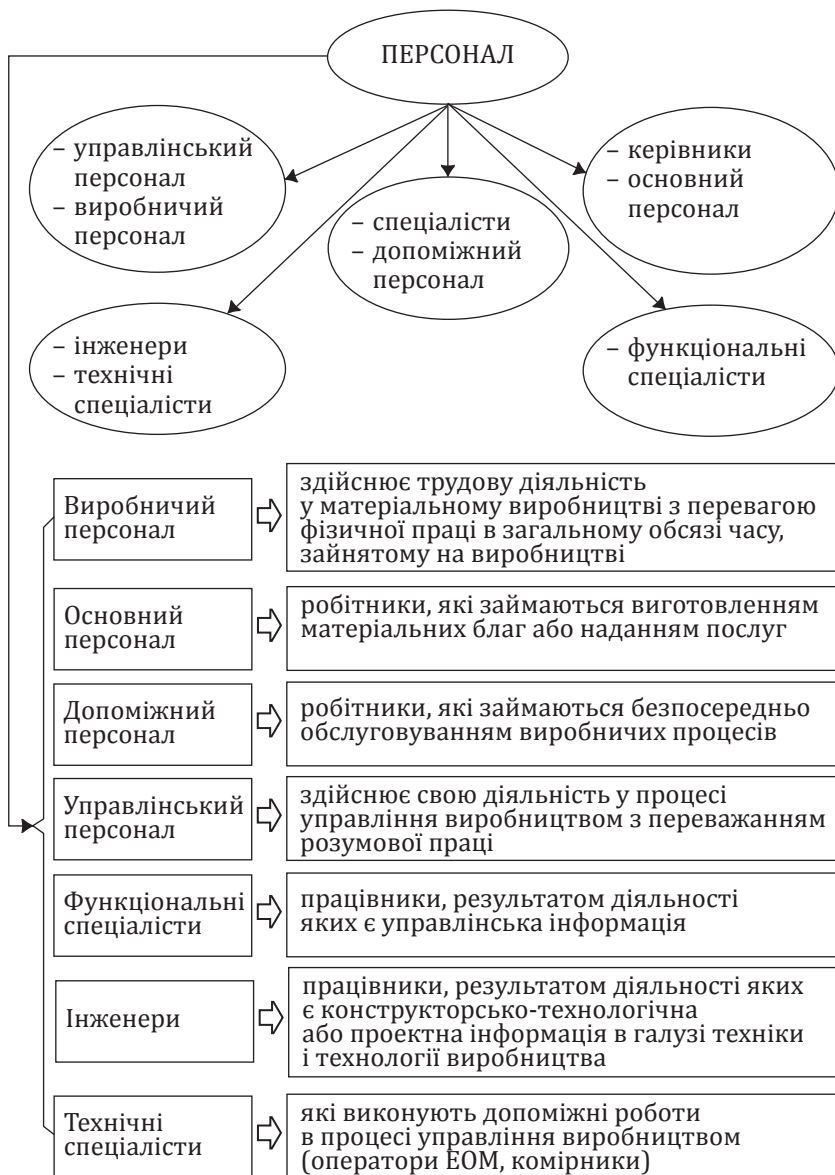 ПЕРСОНАЛ
– управлінський
персонал
– виробничий
персонал
– спеціалісти
– допоміжний
персонал
– керівники
– основний
персонал
– інженери
– технічні
спеціалісти
– функціональні
спеціалісти
Виробничий
персонал
здійснює трудову діяльність
у матеріальному виробництві з перевагою
фізичної праці в загальному обсязі часу,
зайнятому на виробництві
Основний
персонал
робітники, які займаються виготовленням
матеріальних благ або наданням послуг
Допоміжний
персонал
робітники, які займаються безпосередньо
обслуговуванням виробничих процесів
Управлінський
персонал
здійснює свою діяльність у процесі
управління виробництвом з переважанням
розумової праці
Функціональні
спеціалісти
працівники, результатом діяльності
яких є управлінська інформація
Інженери
працівники, результатом діяльності яких
є конструкторсько-технологічна
або проектна інформація в галузі техніки
і технології виробництва
Технічні
спеціалісти
які виконують допоміжні роботи
в процесі управління виробництвом
(оператори ЕОМ, комірники)